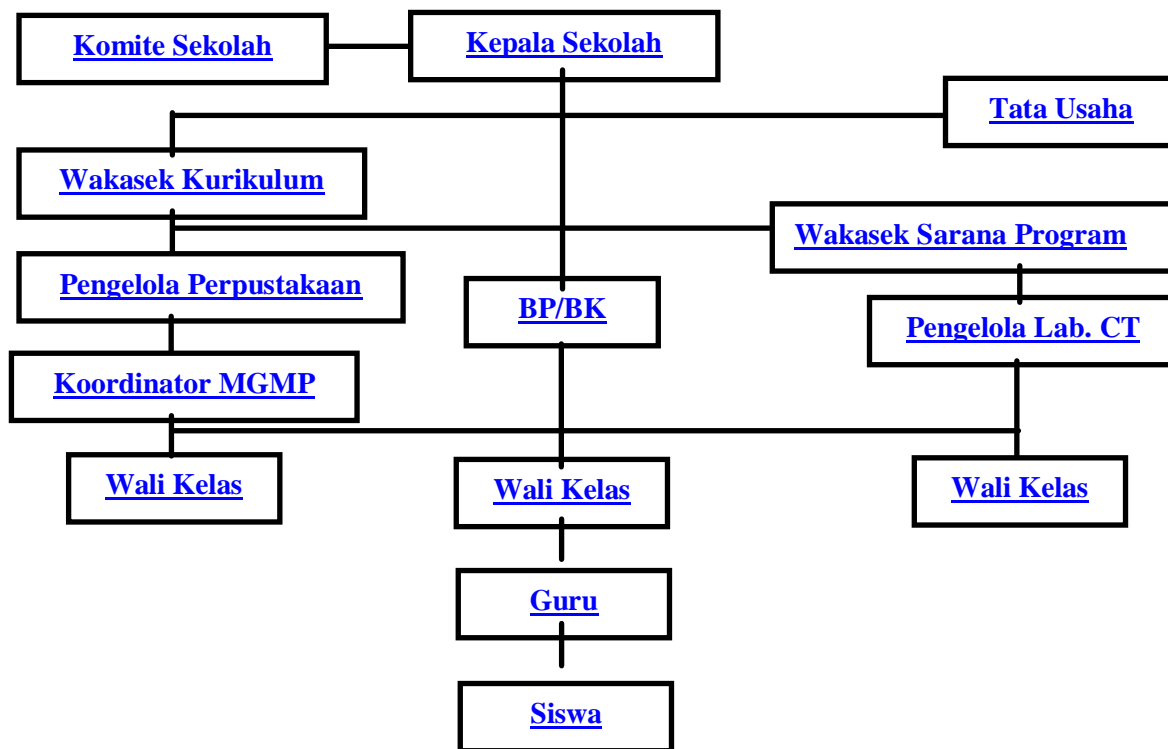 Komite Sekolah
Kepala Sekolah
Tata Usaha
Wakasek Kurikulum
Wakasek Sarana Program
Pengelola Perpustakaan
BP/BK
Pengelola Lab. CT
Koordinator MGMP
Wali Kelas
Wali Kelas
Wali Kelas
Guru
Siswa